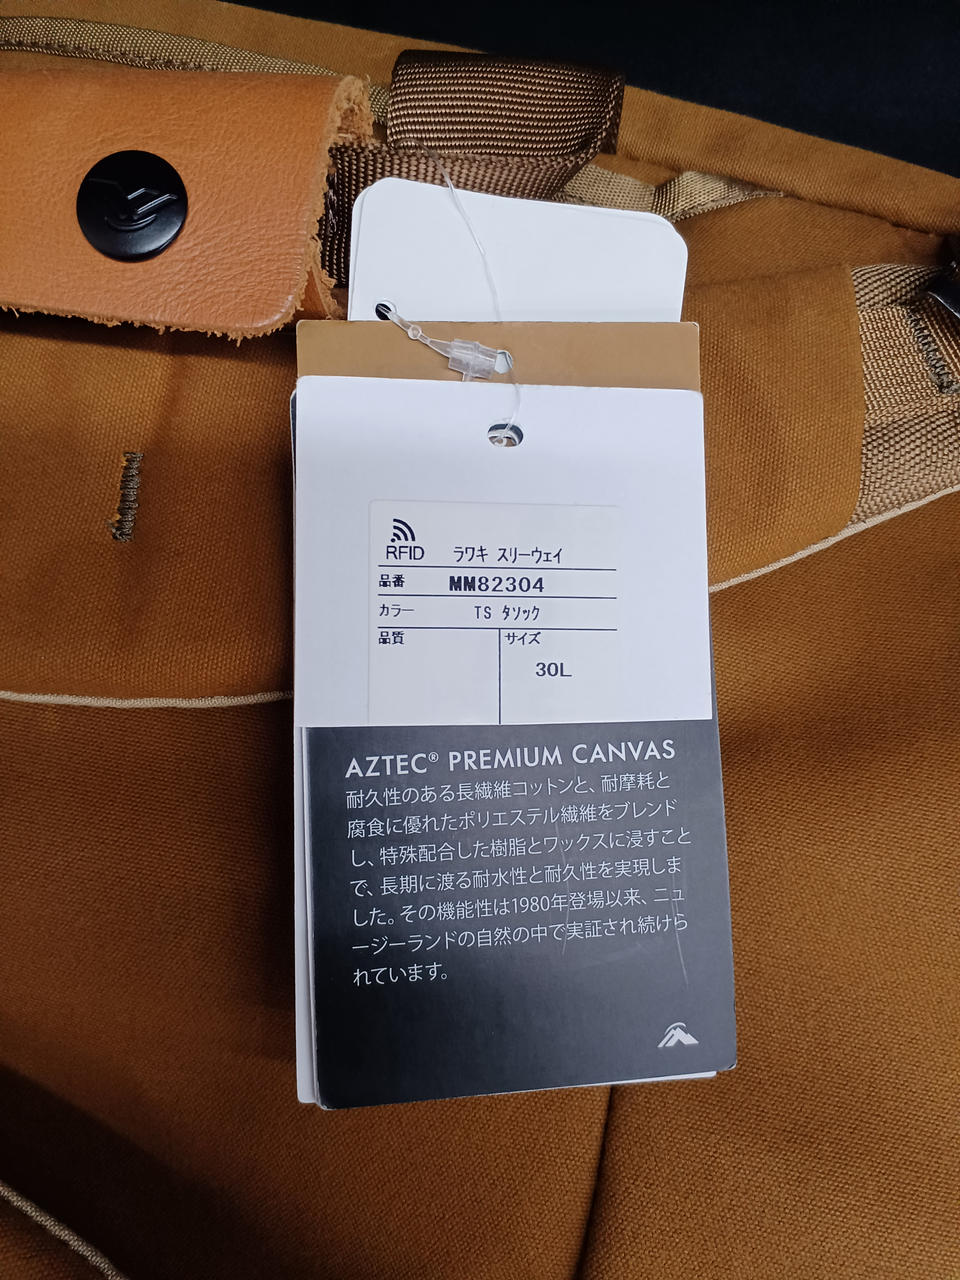 RFID ラワキ スリーウェイ
品番 MM82304
カラー TS タソック
品質 サイズ
30L
AZTEC® PREMIUM CANVAS
耐久性のある長繊維コットンと、耐摩耗と
腐食に優れたポリエステル繊維をブレンド
し、特殊配合した樹脂とワックスに浸すこと
で、長期に渡る耐水性と耐久性を実現しま
した。その機能性は1980年登場以来、ニュ
ージーランドの自然の中で実証され続けら
れています。